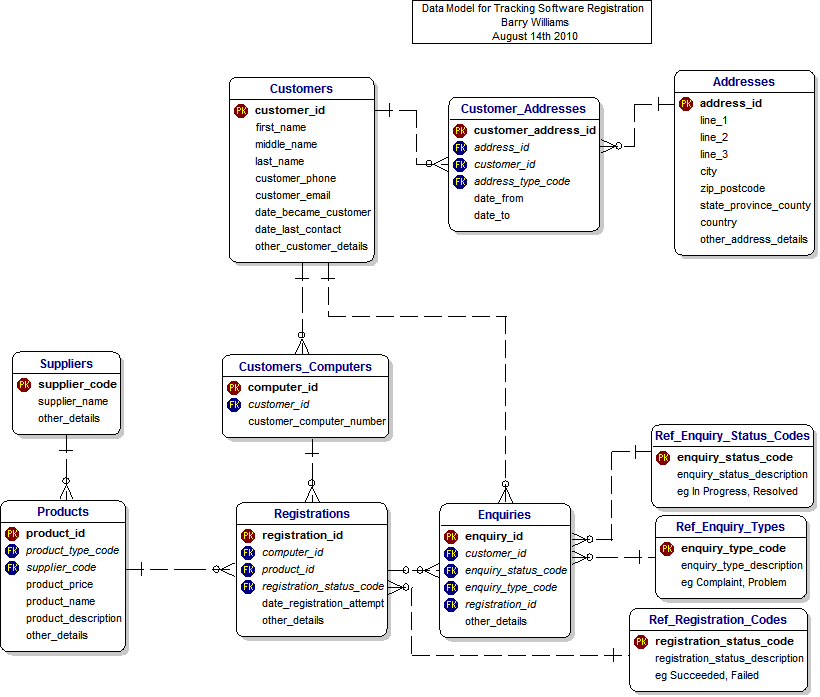 Data Model for Tracking Software Registration
Barry Williams
August 14th 2010
Customers
PK customer_id
first_name
middle_name
last_name
customer_phone
customer_email
date_became_customer
date_last_contact
other_customer_details
Customer_Addresses
PK customer_address_id
FK address_id
FK customer_id
FK address_type_code
date_from
date_to
Addresses
PK address_id
line_1
line_2
line_3
city
zip_postcode
state_province_county
country
other_address_details
Suppliers
PK supplier_code
supplier_name
other_details
Customers_Computers
PK computer_id
FK customer_id
customer_computer_number
Ref_Enquiry_Status_Codes
PK enquiry_status_code
enquiry_status_description
eg In Progress, Resolved
Products
PK product_id
FK product_type_code
FK supplier_code
product_price
product_name
product_description
other_details
Registrations
PK registration_id
FK computer_id
FK product_id
FK registration_status_code
date_registration_attempt
other_details
Enquiries
PK enquiry_id
FK customer_id
FK enquiry_status_code
FK enquiry_type_code
FK registration_id
other_details
Ref_Enquiry_Types
PK enquiry_type_code
enquiry_type_description
eg Complaint, Problem
Ref_Registration_Codes
PK registration_status_code
registration_status_description
eg Succeeded, Failed